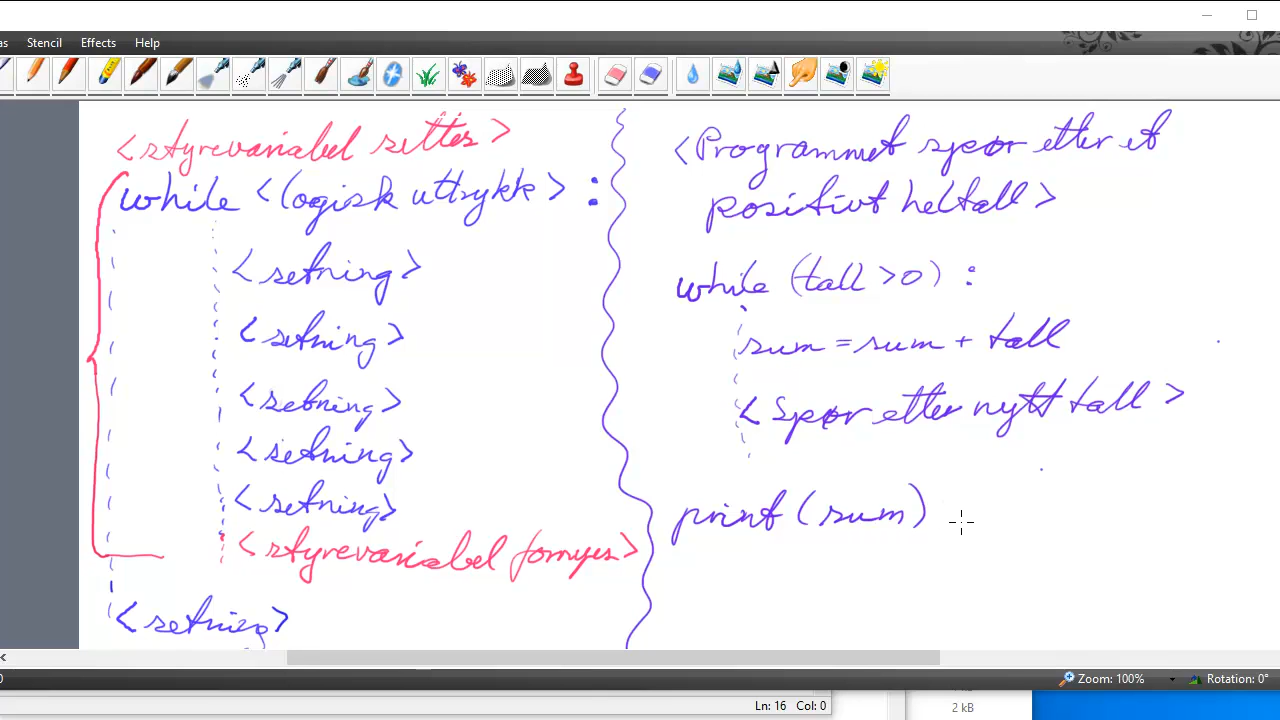 as Stencil Effects Help
<styrevariabel settes>
while <logisk uttrykk> :
<setning>
<setning>
<setning>
<setning>
<setning>
<styrevariabel fornyes>
<setning>
<Programmet spør etter et
positivt heltall>
while (tall >0) :
sum = sum + tall
<Spør etter nytt tall>
print (sum)
0
Zoom: 100%
Rotation: 0°
Ln: 16 Col: 0
2 kB